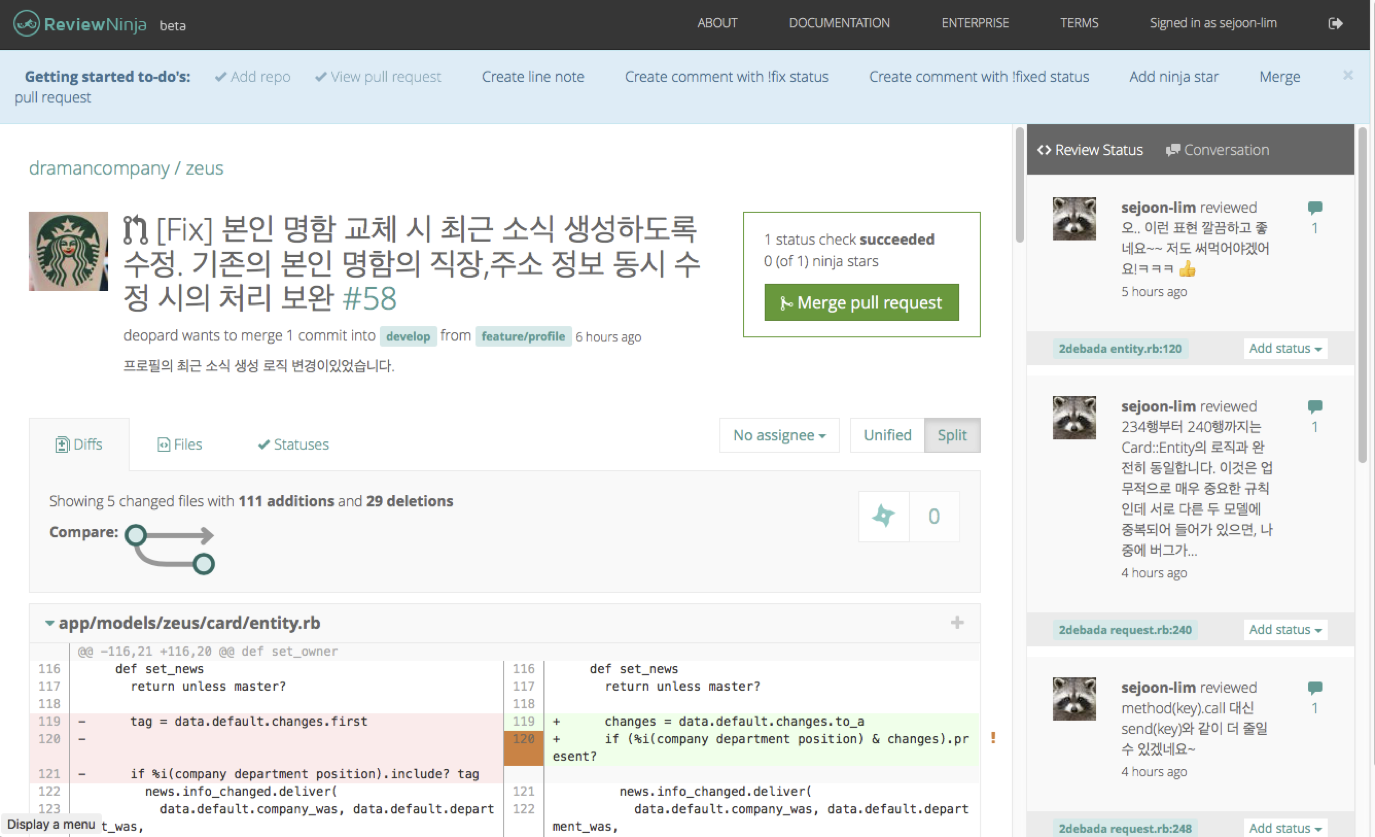 ReviewNinja beta
ABOUT
DOCUMENTATION
ENTERPRISE
TERMS
Signed in as sejoon-lim
Getting started to-do's: ✔ Add repo ✔ View pull request Create line note Create comment with !fix status Create comment with !fixed status Add ninja star Merge
pull request
×
dramancompany / zeus
[Fix] 본인 명함 교체 시 최근 소식 생성하도록
수정. 기존의 본인 명함의 직장,주소 정보 동시 수
정 시의 처리 보완 #58
deopard wants to merge 1 commit into develop from feature/profile 6 hours ago
프로필의 최근 소식 생성 로직 변경이있었습니다.
1 status check succeeded
0 (of 1) ninja stars
Merge pull request
Diffs
Files
✔ Statuses
No assignee
Unified
Split
Showing 5 changed files with 111 additions and 29 deletions
Compare:
0
app/models/zeus/card/entity.rb
+
@@ -116,21 +116,20 @@ def set_owner
116 def set_news
117 return unless master?
118
119 - tag = data.default.changes.first
120 -
121 - if %i(company department position).include? tag
122 news.info_changed.deliver(
123 data.default.company_was, data.default.depart
t_was,
116 def set_news
117 return unless master?
118
119 + changes = data.default.changes.to_a
120 + if (%i(company department position) & changes).pr
esent?
!
121 news.info_changed.deliver(
122 data.default.company_was, data.default.depart
ment_was,
Display a menu
<> Review Status
Conversation
sejoon-lim reviewed
오.. 이런 표현 깔끔하고 좋
네요~~ 저도 써먹어야겠어
요!ㅋㅋㅋ 👍
5 hours ago
1
2debada entity.rb:120
Add status
sejoon-lim reviewed
234행부터 240행까지는
Card::Entity의 로직과 완
전히 동일합니다. 이것은 업
무적으로 매우 중요한 규칙
인데 서로 다른 두 모델에
중복되어 들어가 있으면, 나
중에 버그가...
4 hours ago
1
2debada request.rb:240
Add status
sejoon-lim reviewed
method(key).call 대신
send(key)와 같이 더 줄일
수 있겠네요~
4 hours ago
1
2debada request.rb:248
Add status